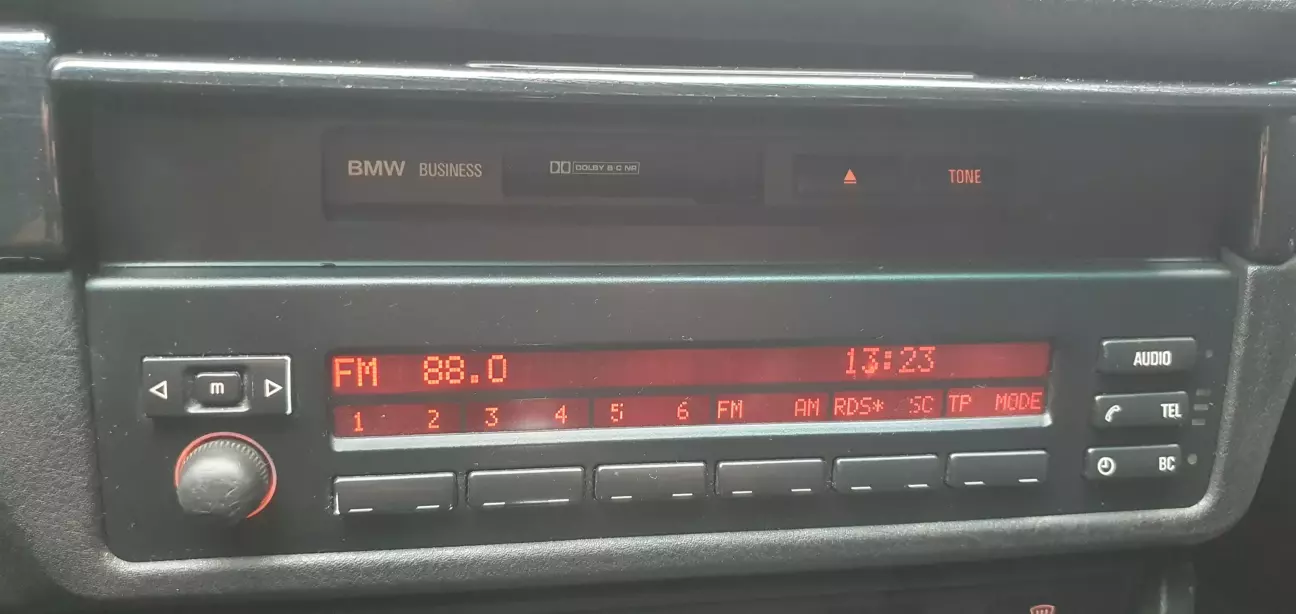 BMW BUSINESS DOLBY B·C NR TONE
FM 88.0 13:23
1 2 3 4 5 6 FM AM RDS* SC TP MODE
m
AUDIO
TEL
BC